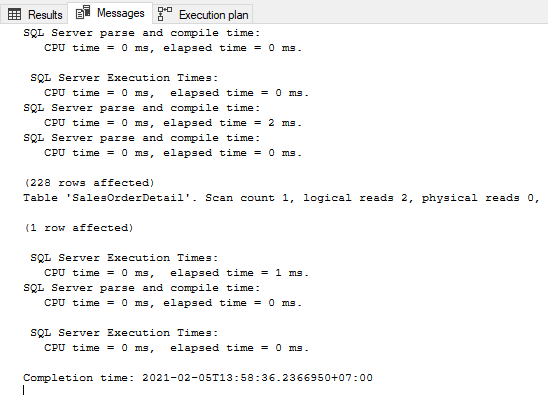 Results Messages Execution plan
SQL Server parse and compile time:
   CPU time = 0 ms, elapsed time = 0 ms.

 SQL Server Execution Times:
   CPU time = 0 ms,  elapsed time = 0 ms.
SQL Server parse and compile time:
   CPU time = 0 ms, elapsed time = 2 ms.
SQL Server parse and compile time:
   CPU time = 0 ms, elapsed time = 0 ms.

(228 rows affected)
Table 'SalesOrderDetail'. Scan count 1, logical reads 2, physical reads 0,

(1 row affected)

 SQL Server Execution Times:
   CPU time = 0 ms,  elapsed time = 1 ms.
SQL Server parse and compile time:
   CPU time = 0 ms, elapsed time = 0 ms.

 SQL Server Execution Times:
   CPU time = 0 ms,  elapsed time = 0 ms.

Completion time: 2021-02-05T13:58:36.2366950+07:00